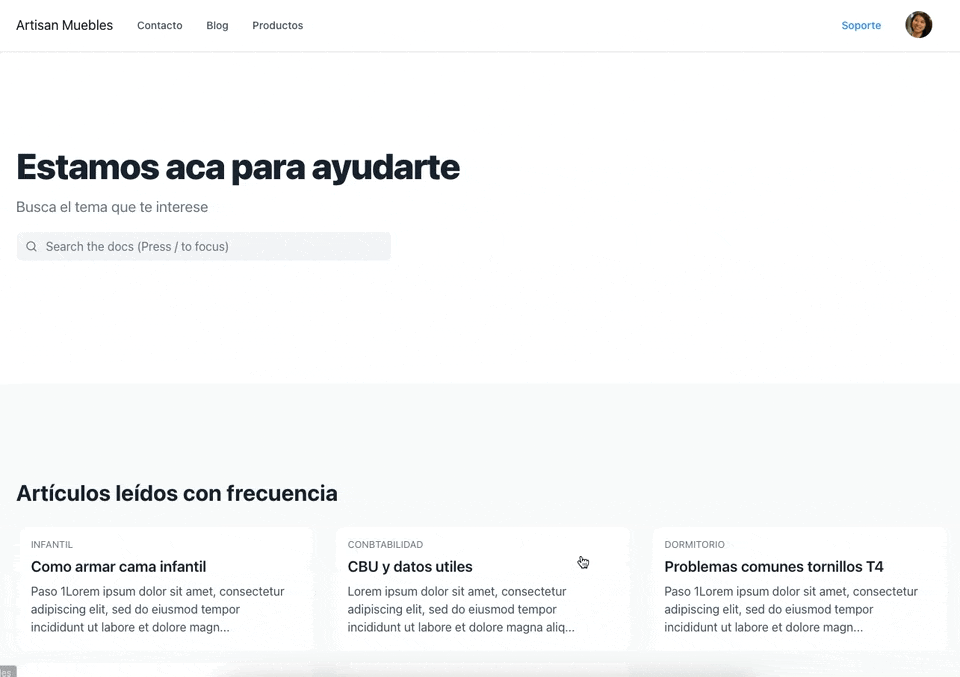 Artisan Muebles Contacto Blog Productos Soporte
Estamos aca para ayudarte
Busca el tema que te interese
Search the docs (Press / to focus)
Artículos leídos con frecuencia
INFANTIL
Como armar cama infantil
Paso 1Lorem ipsum dolor sit amet, consectetur
adipiscing elit, sed do eiusmod tempor
incididunt ut labore et dolore magn...
CONBTABILIDAD
CBU y datos utiles
Lorem ipsum dolor sit amet, consectetur
adipiscing elit, sed do eiusmod tempor
incididunt ut labore et dolore magna aliq...
DORMITORIO
Problemas comunes tornillos T4
Paso 1Lorem ipsum dolor sit amet, consectetur
adipiscing elit, sed do eiusmod tempor
incididunt ut labore et dolore magn...